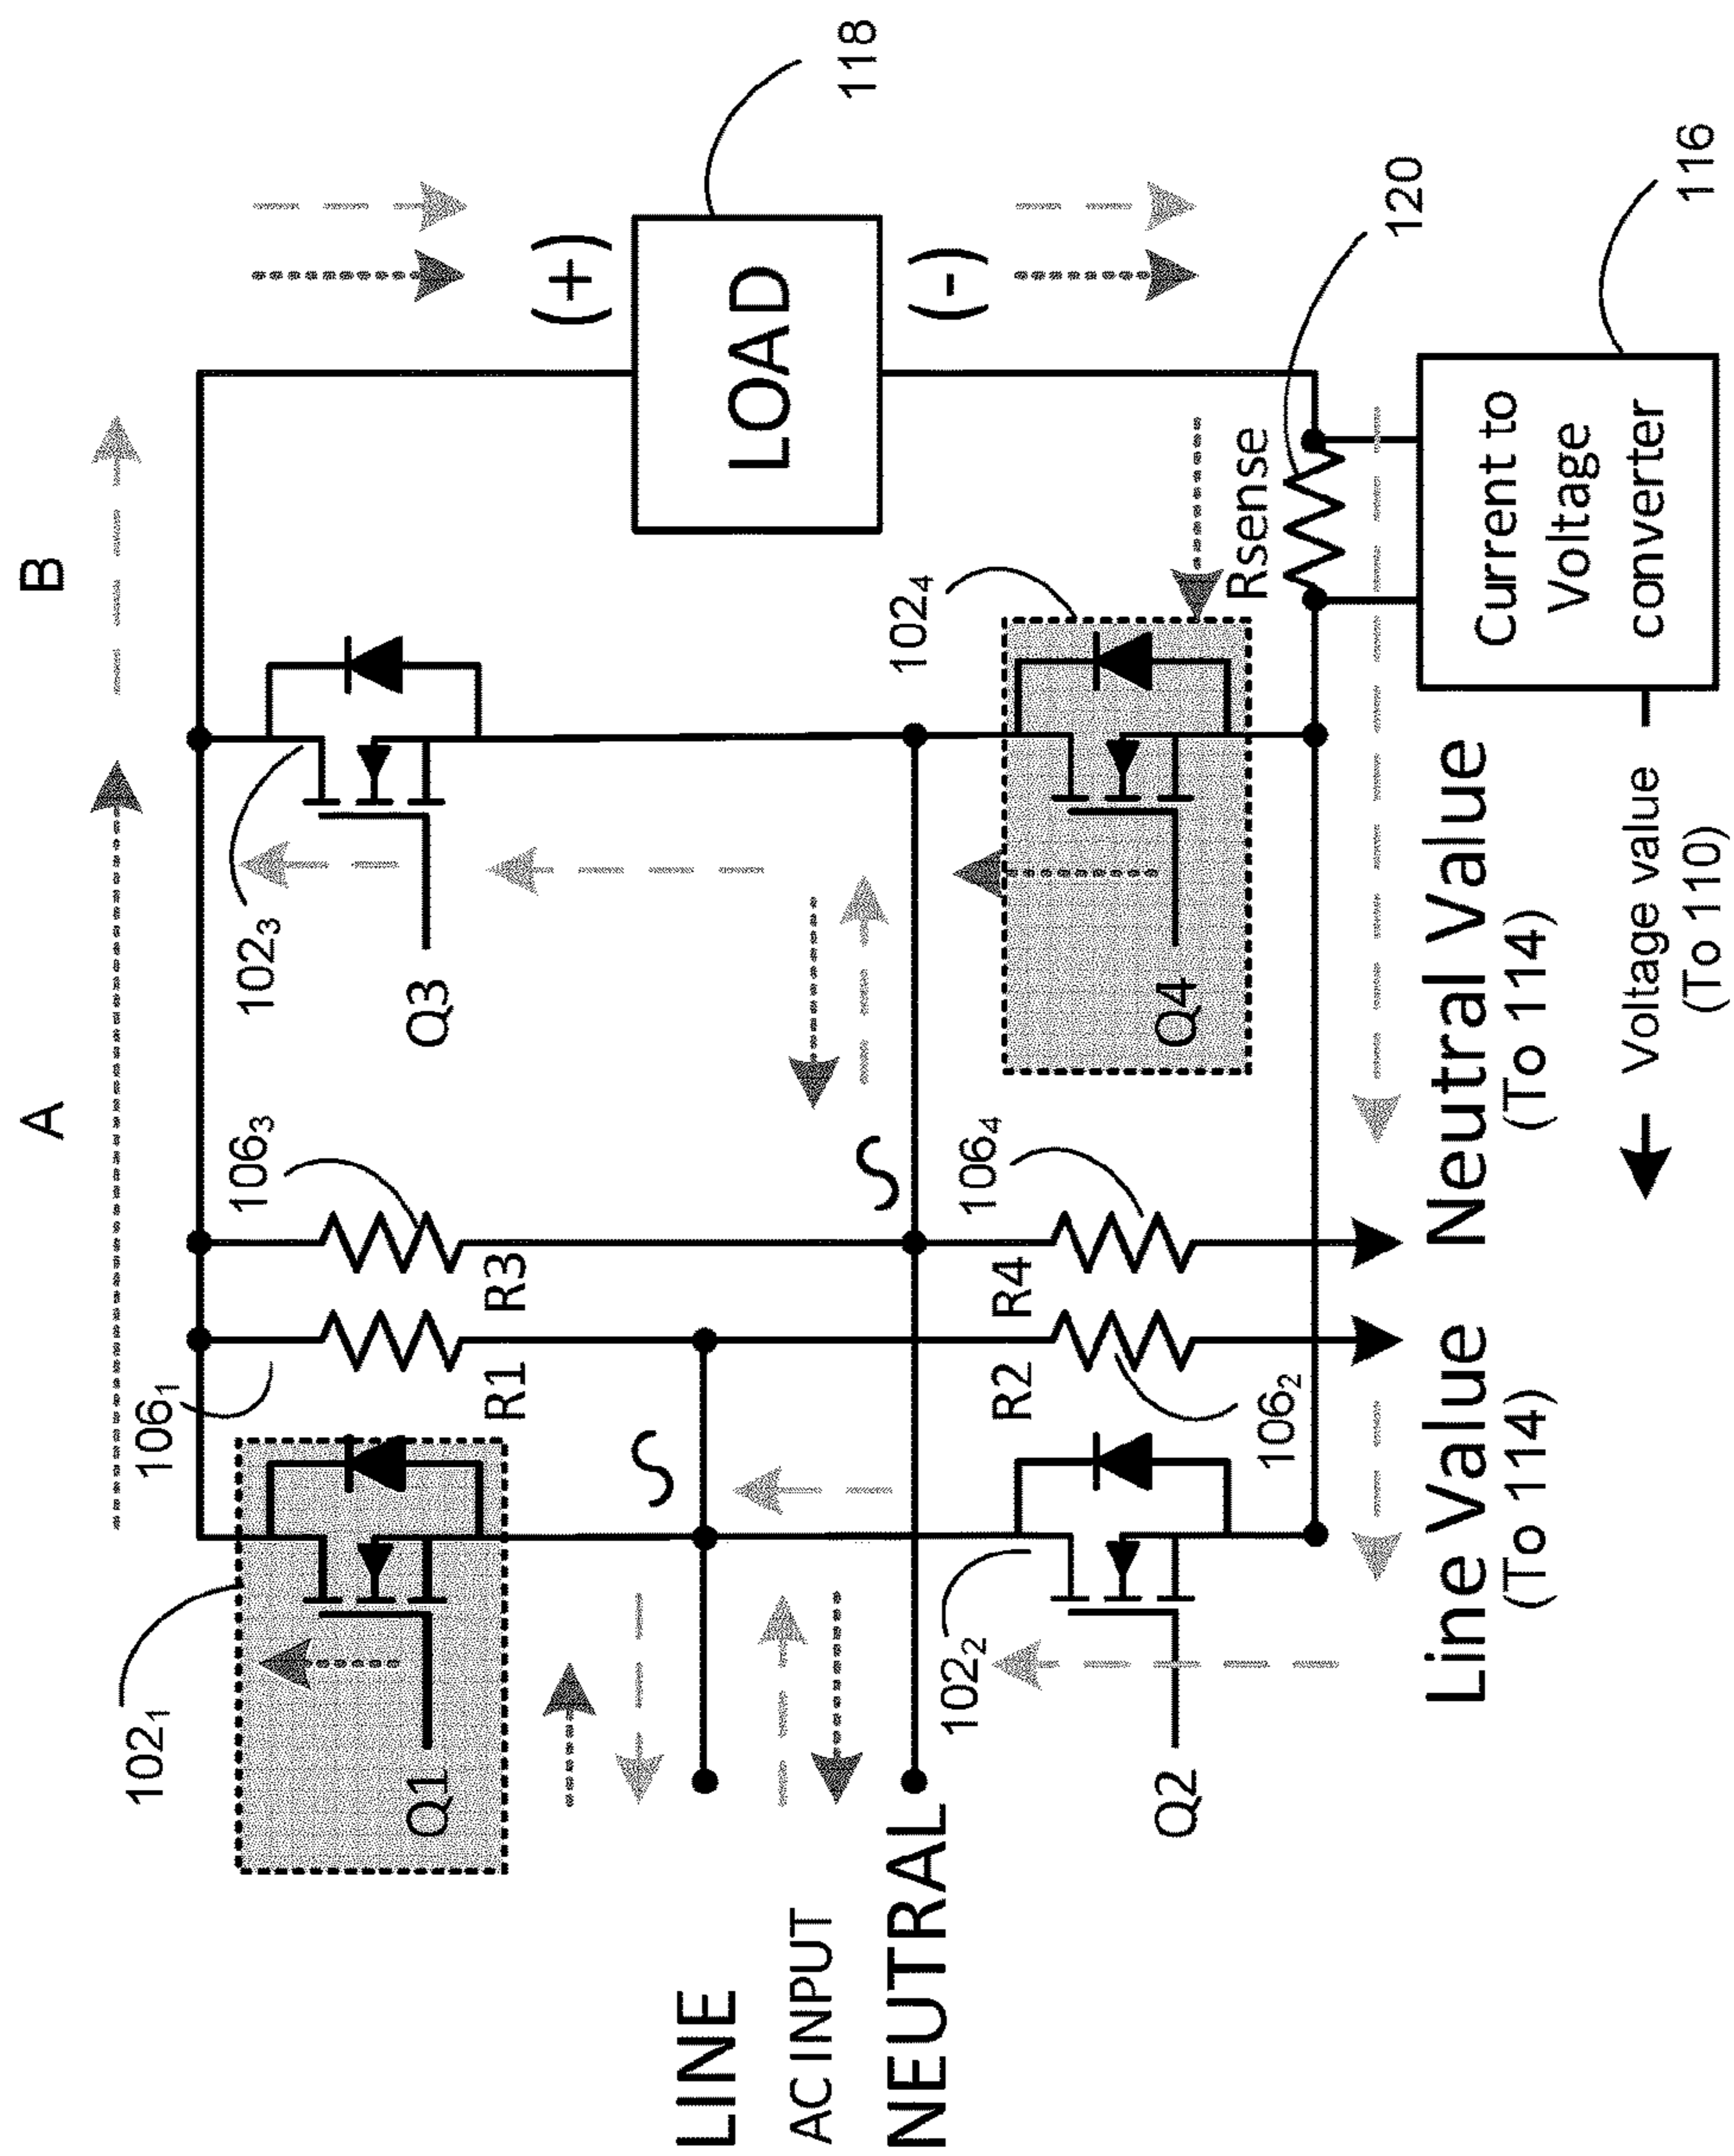 A
B
102₁
106₁
106₃
102₃
Q1
R1
R3
Q3
(+)
LOAD
(-)
118
LINE
AC INPUT
NEUTRAL
102₂
Q2
R2
R4
106₂
106₄
Q4
102₄
Rsense
120
Line Value
(To 114)
Neutral Value
(To 114)
Current to
Voltage
converter
116
Voltage value
(To 110)